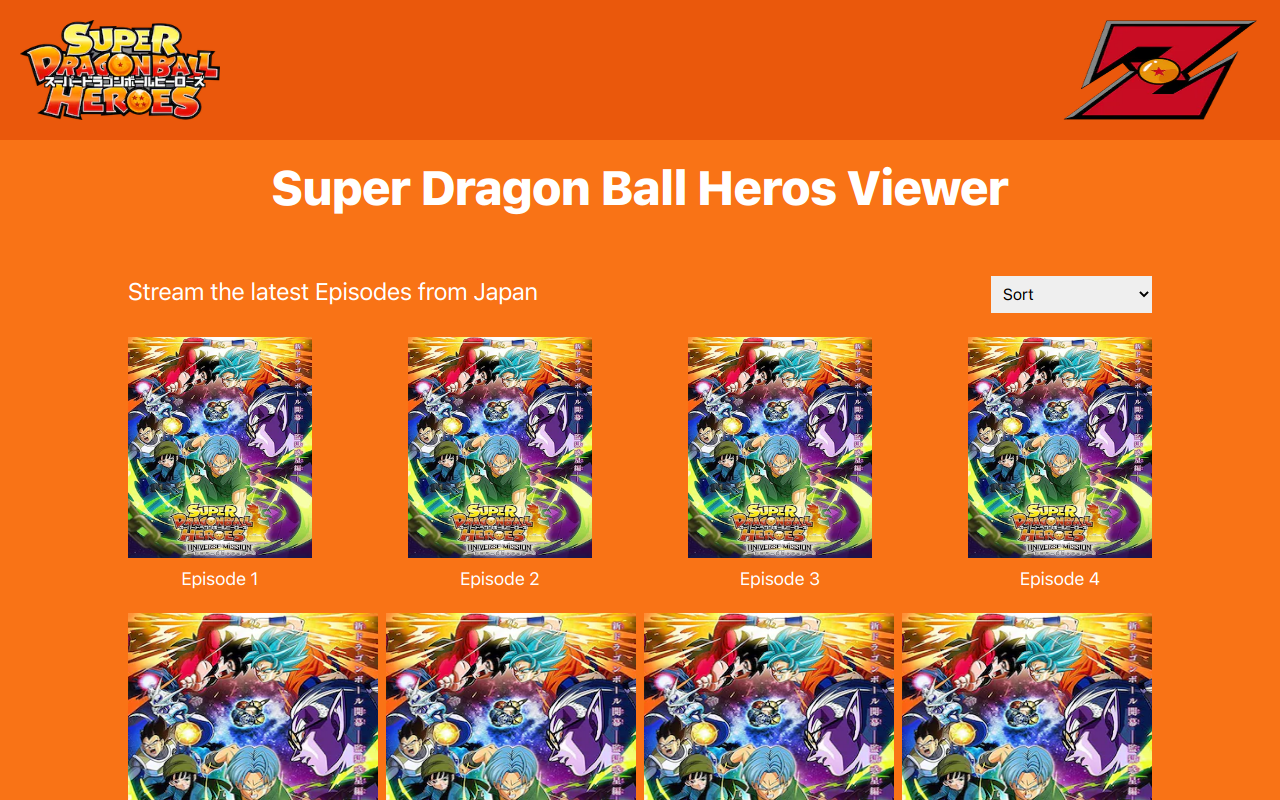 SUPER
DRAGONBALL
スーパードラゴンボールヒーローズ
HEROES
Super Dragon Ball Heros Viewer
Stream the latest Episodes from Japan
Sort
SUPER
DRAGONBALL
HEROES
UNIVERSE MISSION
SUPER
DRAGONBALL
HEROES
UNIVERSE MISSION
SUPER
DRAGONBALL
HEROES
UNIVERSE MISSION
SUPER
DRAGONBALL
HEROES
UNIVERSE MISSION
Episode 1
Episode 2
Episode 3
Episode 4